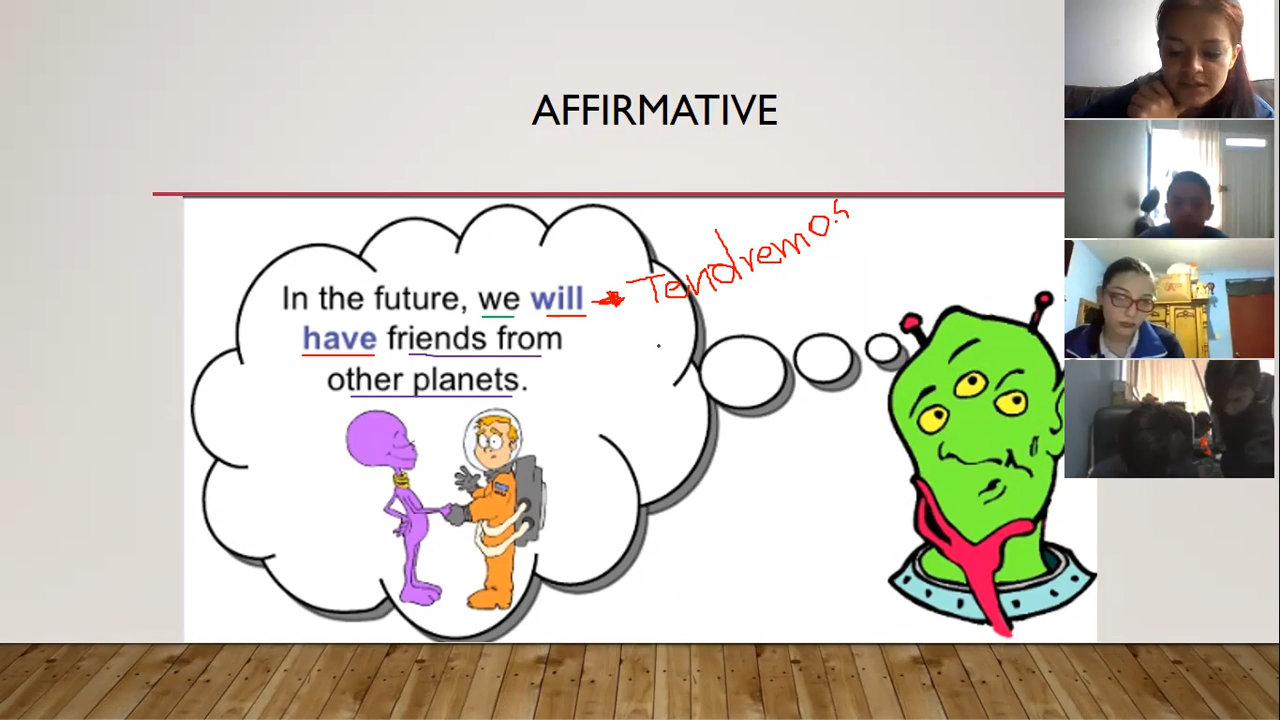 AFFIRMATIVE
In the future, we will
Tendremos
have friends from
other planets.